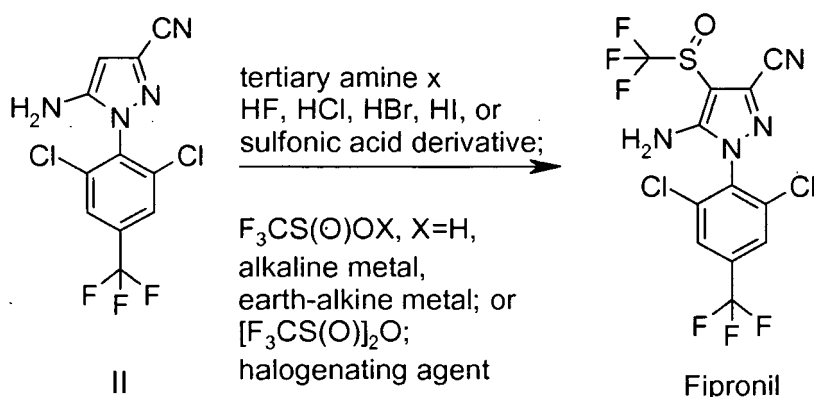 CN
H2N
N
N
Cl
Cl
F
F
F
II
tertiary amine x
HF, HCl, HBr, HI, or
sulfonic acid derivative;
F3CS(O)OX, X=H,
alkaline metal,
earth-alkine metal; or
[F3CS(O)]2O;
halogenating agent
F
O
F
S
F
CN
H2N
N
N
Cl
Cl
F
F
F
Fipronil